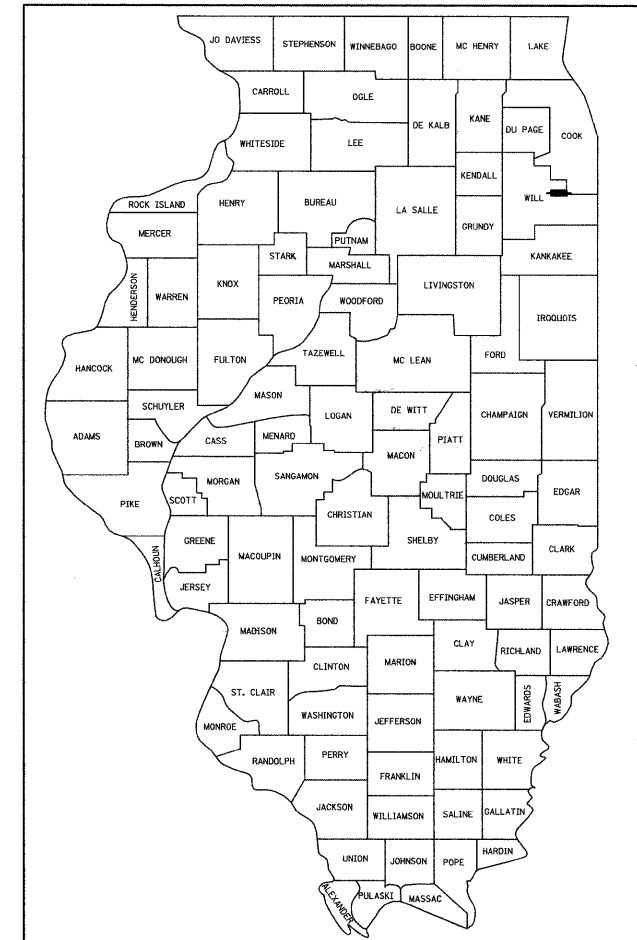 JO DAVIESS
STEPHENSON
WINNEBAGO
BOONE
MC HENRY
LAKE
CARROLL
OGLE
DE KALB
KANE
DU PAGE
COOK
WHITESIDE
LEE
KENDALL
WILL
ROCK ISLAND
HENRY
BUREAU
LA SALLE
GRUNDY
MERCER
PUTNAM
STARK
MARSHALL
KANKAKEE
HENDERSON
WARREN
KNOX
PEORIA
WOODFORD
LIVINGSTON
IROQUOIS
HANCOCK
MC DONOUGH
FULTON
TAZEWELL
MC LEAN
FORD
MASON
SCHUYLER
LOGAN
DE WITT
CHAMPAIGN
VERMILION
ADAMS
BROWN
CASS
MENARD
MACON
PIATT
PIKE
SCOTT
MORGAN
SANGAMON
CHRISTIAN
MOULTRIE
DOUGLAS
EDGAR
COLES
GREENE
MACOUPIN
MONTGOMERY
SHELBY
CUMBERLAND
CLARK
CALHOUN
JERSEY
FAYETTE
EFFINGHAM
JASPER
CRAWFORD
MADISON
BOND
CLAY
RICHLAND
LAWRENCE
CLINTON
MARION
ST. CLAIR
WAYNE
EDWARDS
WABASH
WASHINGTON
JEFFERSON
MONROE
RANDOLPH
PERRY
HAMILTON
WHITE
FRANKLIN
JACKSON
WILLIAMSON
SALINE
GALLATIN
UNION
JOHNSON
POPE
HARDIN
ALEXANDER
PULASKI
MASSAC